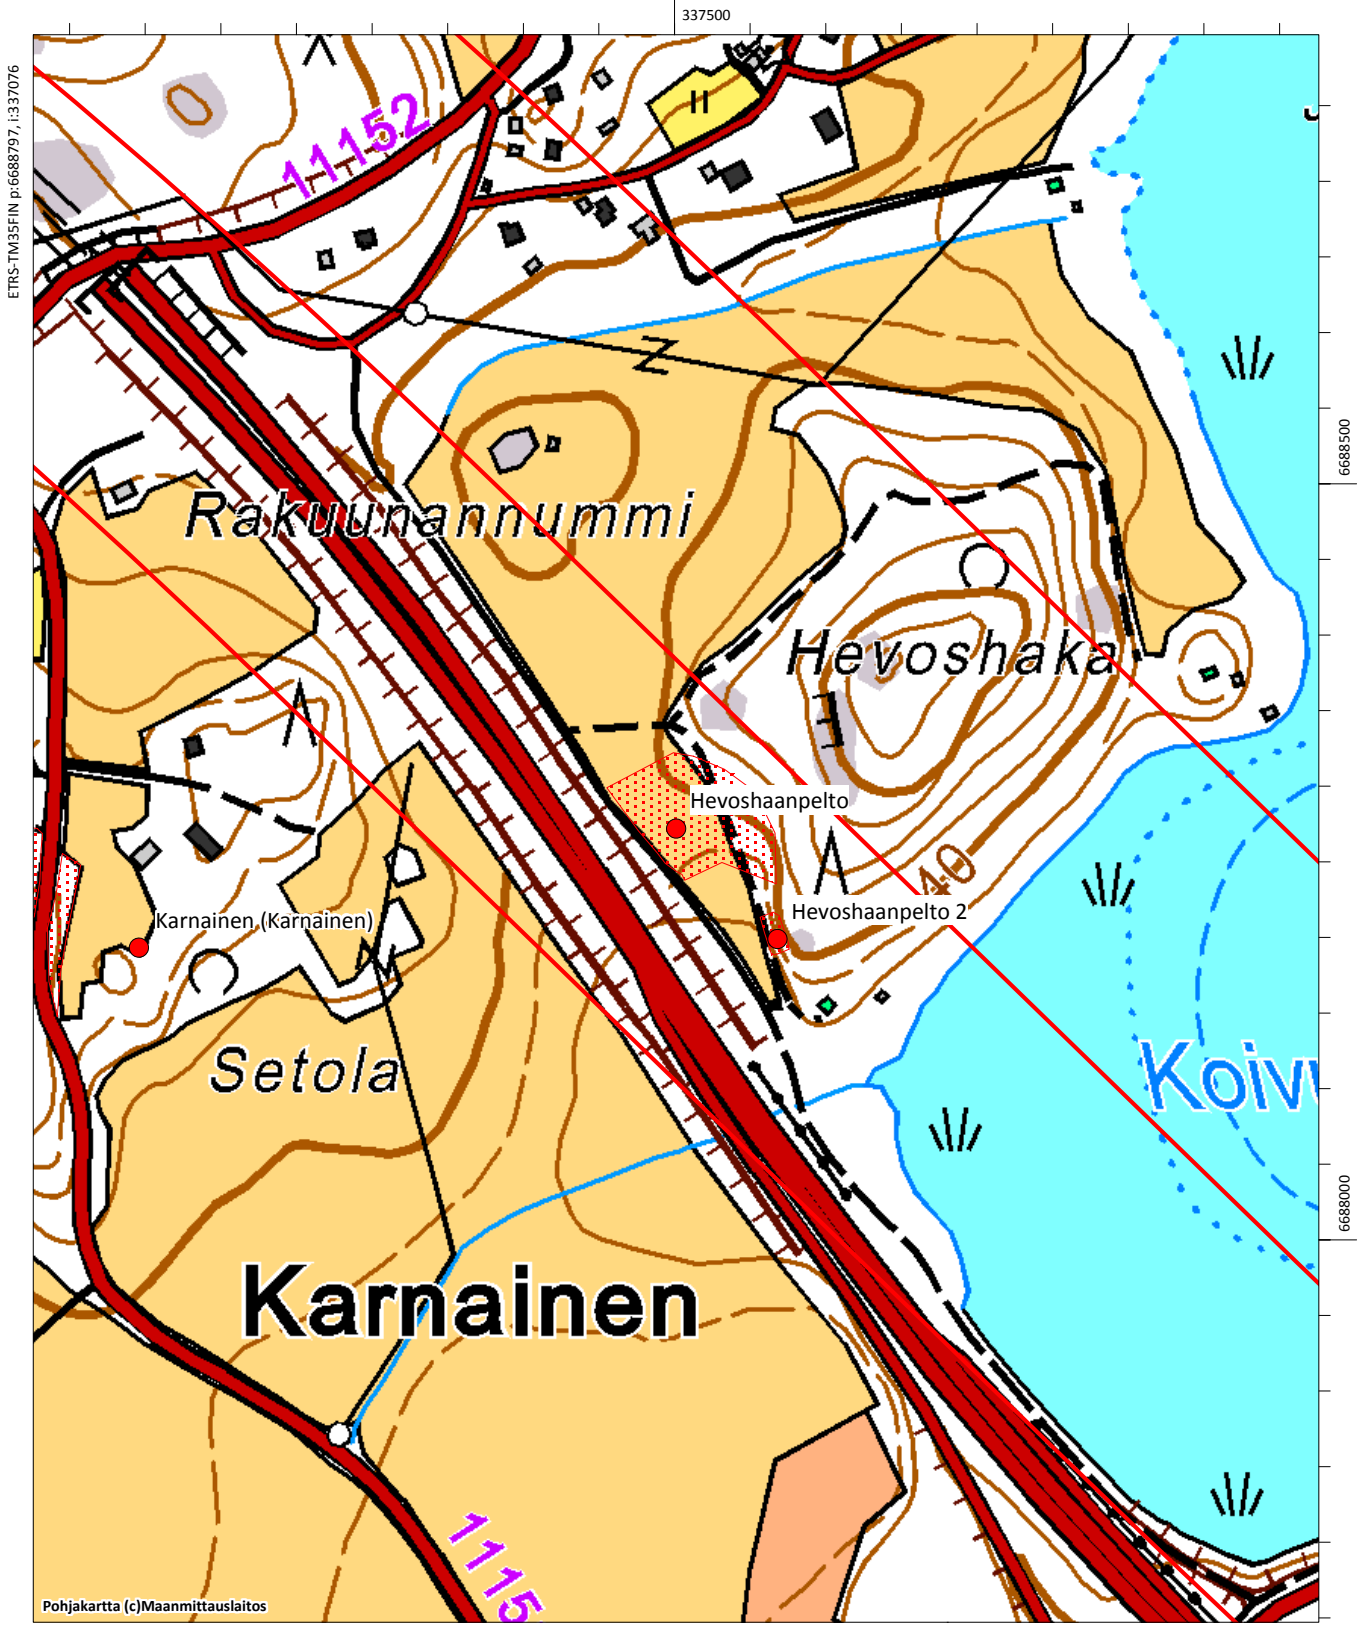 337500
ETRS-TM35FIN p:6688797, i:337076
11152
II
6688500
Rakuunannummi
Hevoshaka
Hevoshaanpelto
40
Hevoshaanpelto 2
Karnainen (Karnainen)
Setola
Koivu
6688000
Karnainen
1115
Pohjakartta (c)Maanmittauslaitos